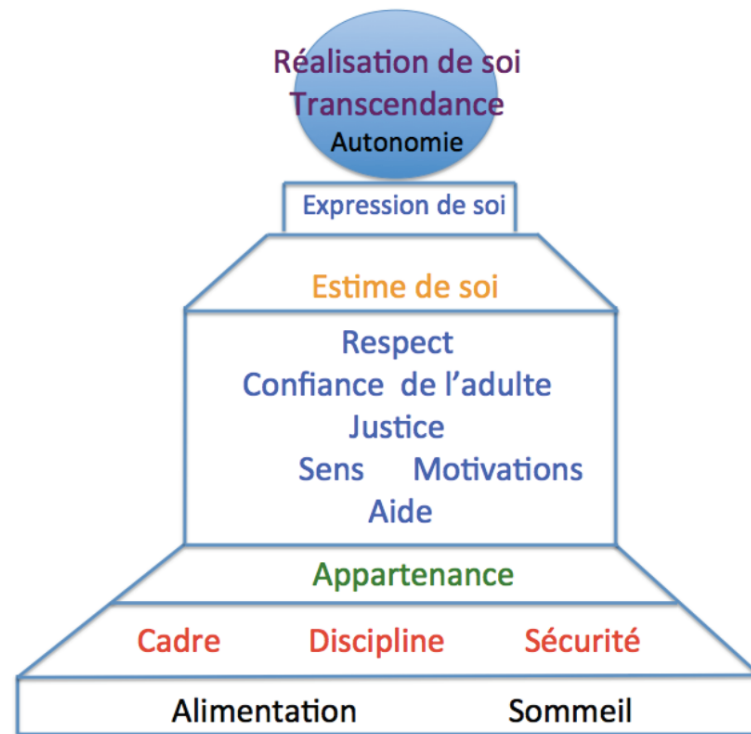 Réalisation de soi
Transcendance
Autonomie
Expression de soi
Estime de soi
Respect
Confiance de l'adulte
Justice
Sens Motivations
Aide
Appartenance
Cadre Discipline Sécurité
Alimentation Sommeil